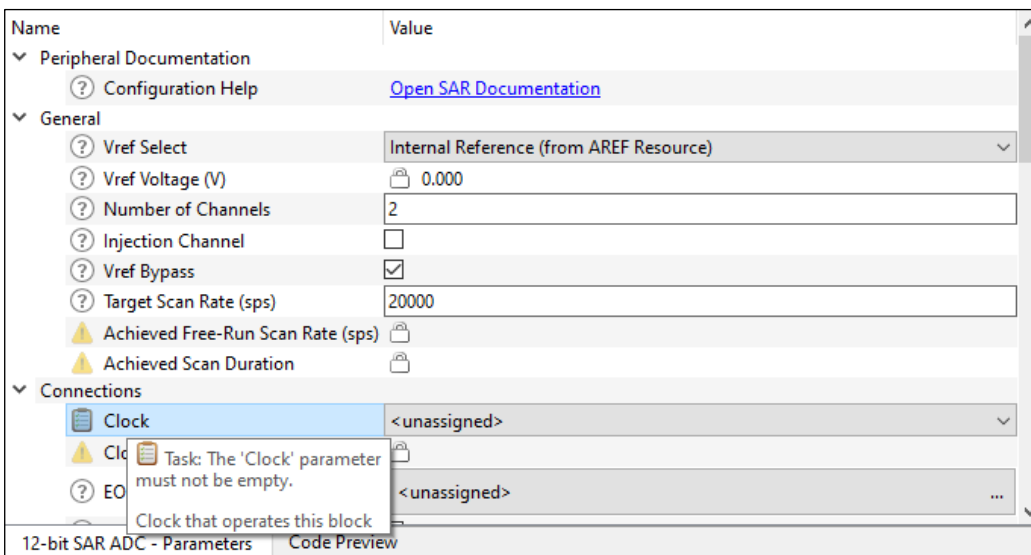 Name Value
Peripheral Documentation
Configuration Help Open SAR Documentation
General
Vref Select Internal Reference (from AREF Resource)
Vref Voltage (V) 0.000
Number of Channels 2
Injection Channel
Vref Bypass
Target Scan Rate (sps) 20000
Achieved Free-Run Scan Rate (sps)
Achieved Scan Duration
Connections
Clock <unassigned>
Clo
Task: The 'Clock' parameter
must not be empty.
EO <unassigned> ...
Clock that operates this block
12-bit SAR ADC - Parameters Code Preview